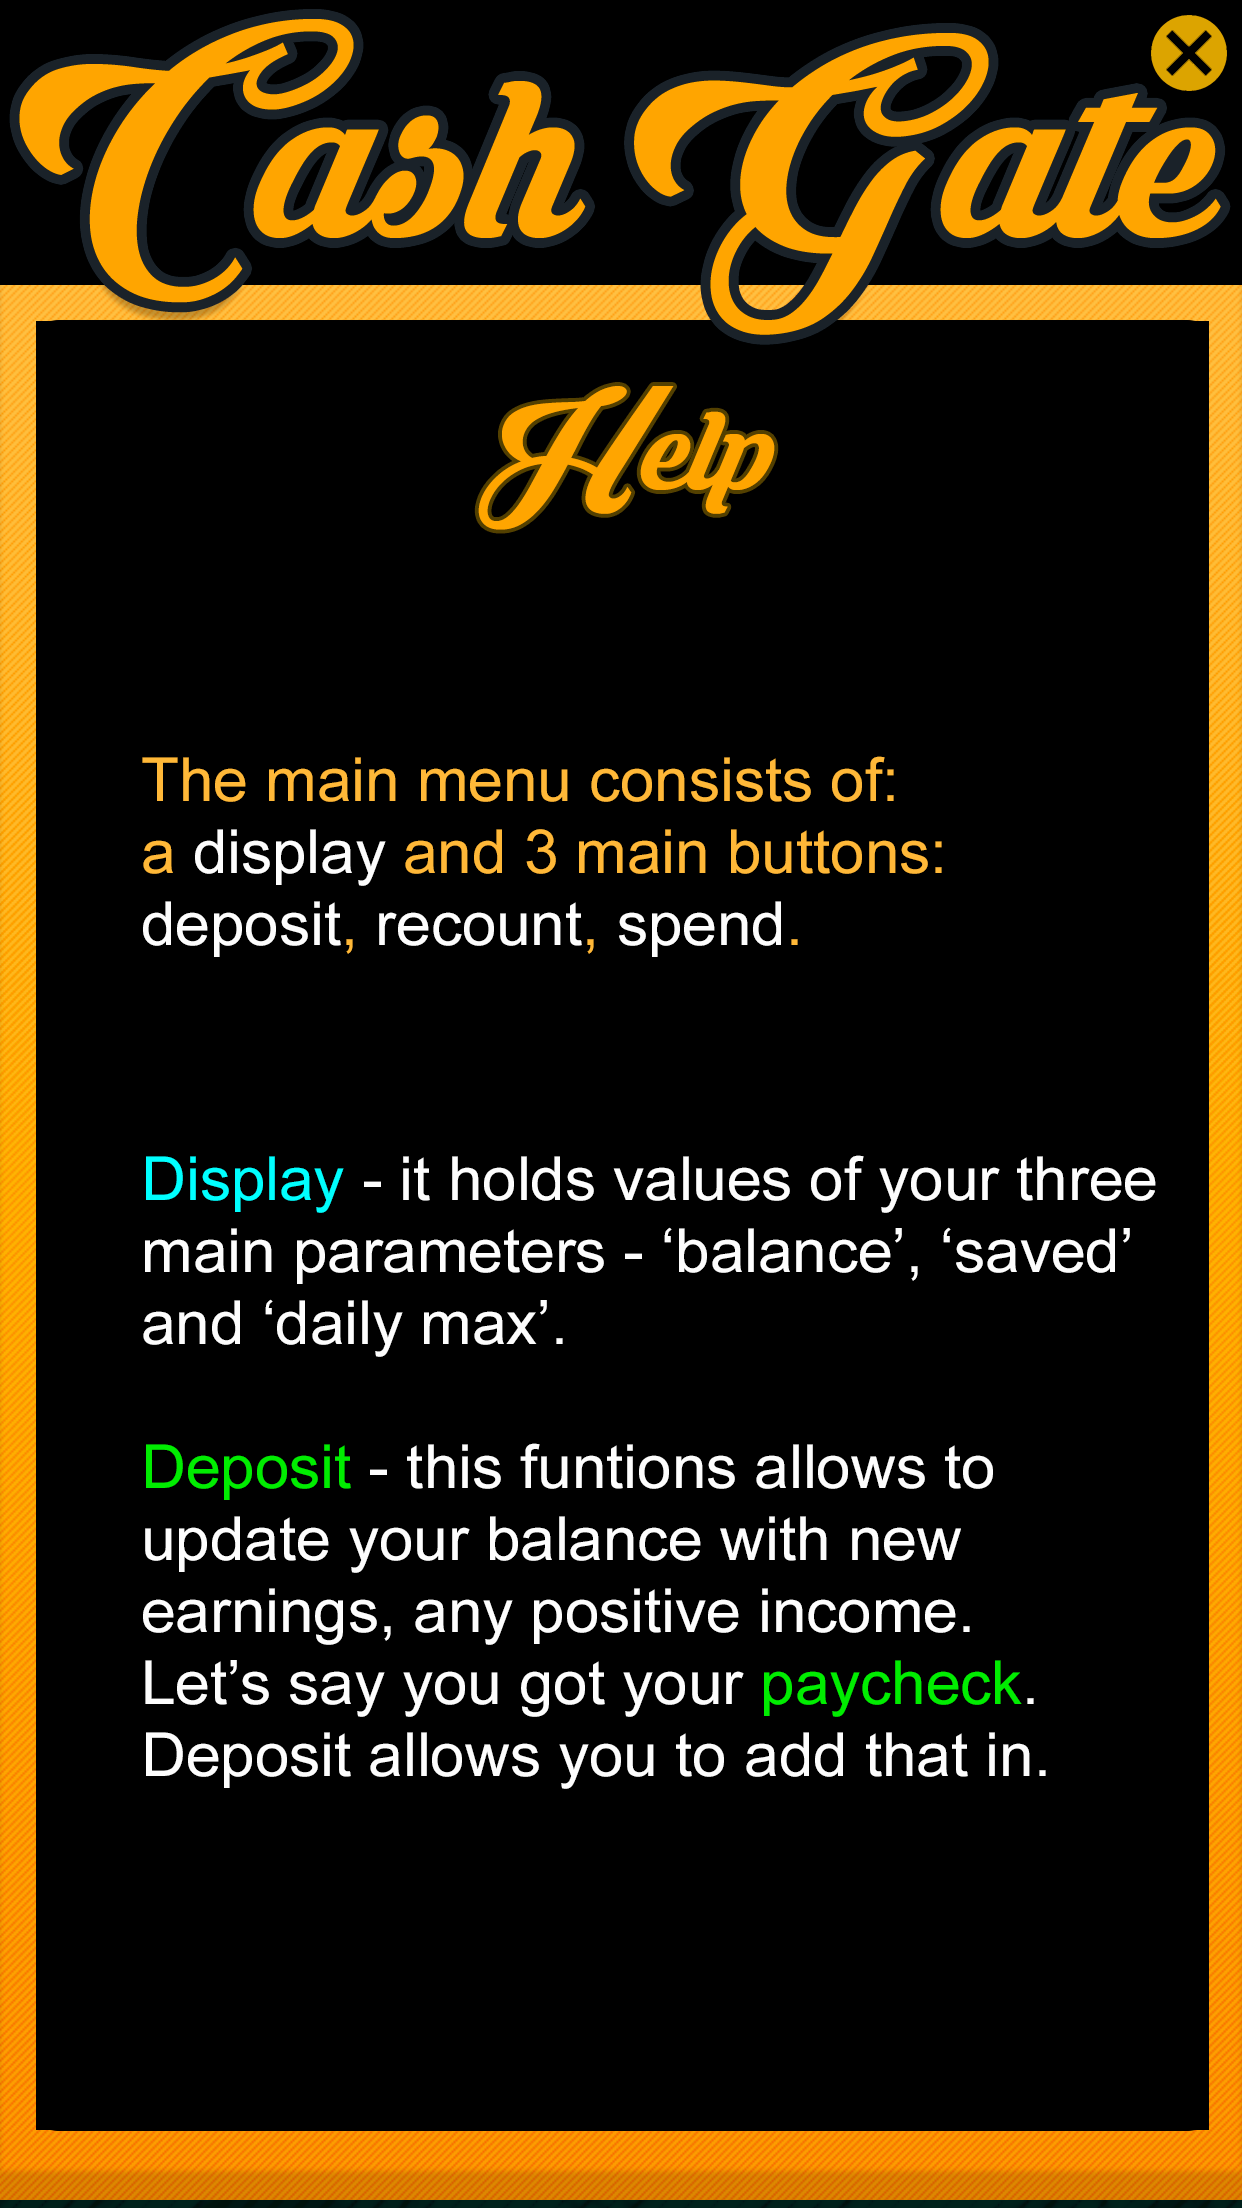 Cash Gate
Help
The main menu consists of:
a display and 3 main buttons:
deposit, recount, spend.
Display - it holds values of your three
main parameters - ‘balance’, ‘saved’
and ‘daily max’.
Deposit - this funtions allows to
update your balance with new
earnings, any positive income.
Let’s say you got your paycheck.
Deposit allows you to add that in.